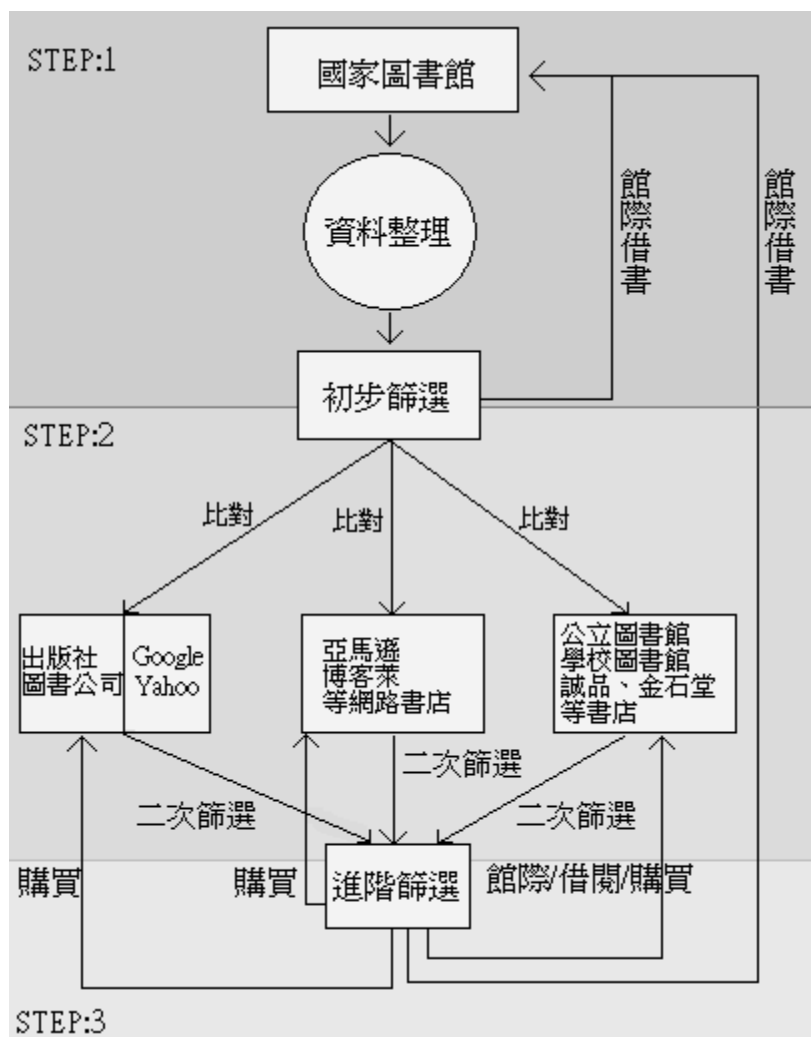 STEP:1
國家圖書館
資料整理
初步篩選
館際借書
館際借書
STEP:2
比對
比對
比對
出版社
圖書公司
Google
Yahoo
亞馬遜
博客萊
等網路書店
公立圖書館
學校圖書館
誠品、金石堂
等書店
二次篩選
二次篩選
二次篩選
購買
購買
進階篩選
館際/借閱/購買
STEP:3